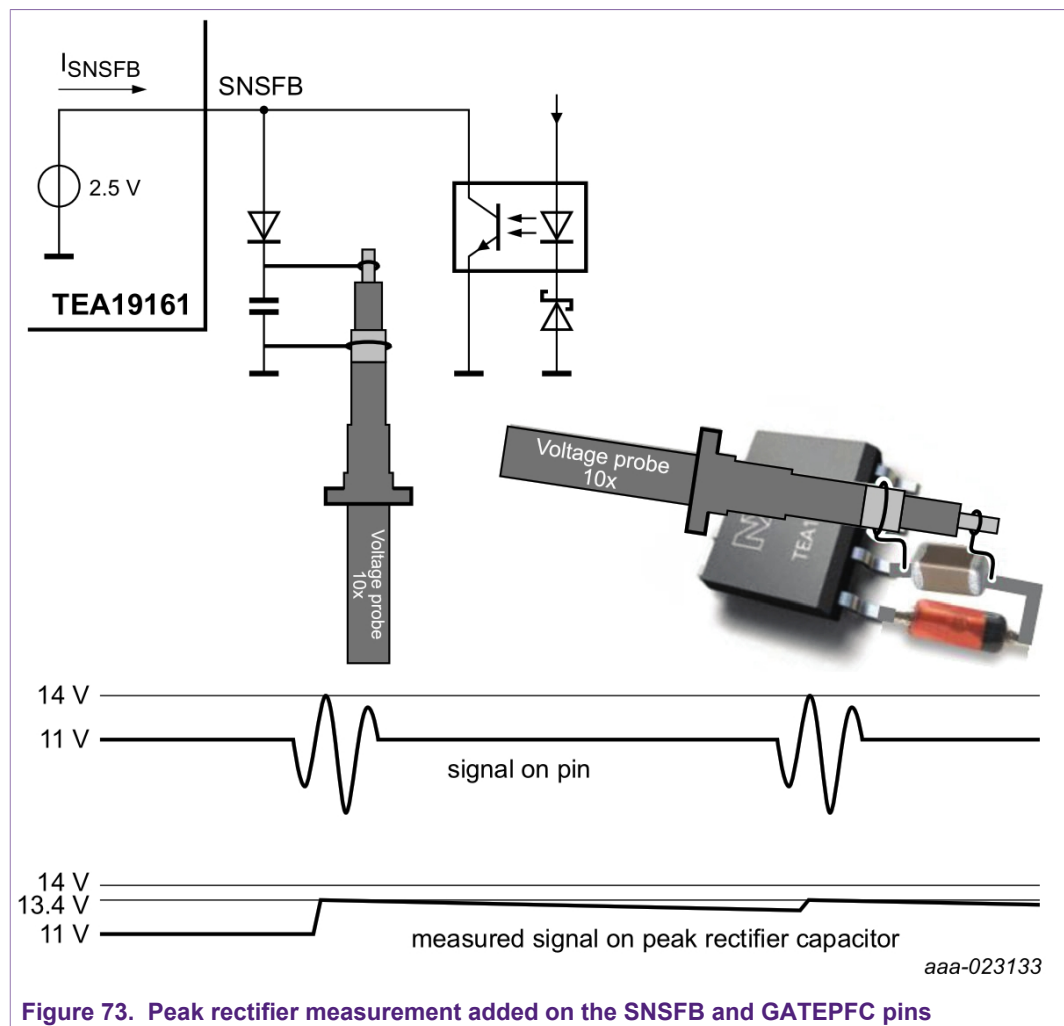 ISNSFB
SNSFB
2.5 V
TEA19161
Voltage probe
10x
Voltage probe
10x
TEA1
14 V
11 V
signal on pin
14 V
13.4 V
11 V
measured signal on peak rectifier capacitor
aaa-023133
Figure 73. Peak rectifier measurement added on the SNSFB and GATEPFC pins